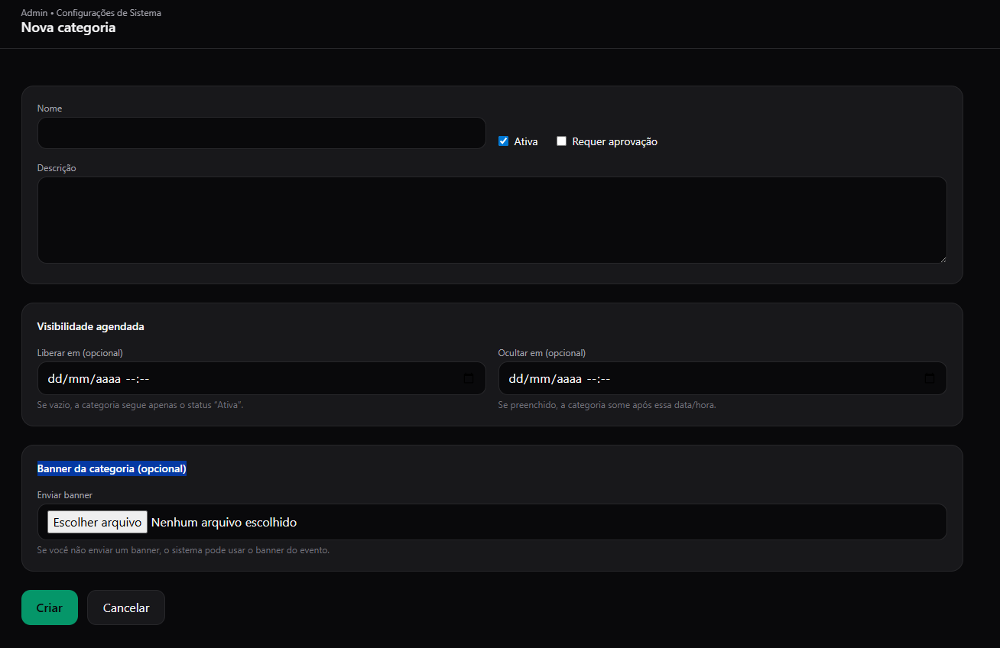 Admin • Configurações de Sistema
Nova categoria
Nome
Ativa
Requer aprovação
Descrição
Visibilidade agendada
Liberar em (opcional)
Ocultar em (opcional)
dd/mm/aaaa --:--
dd/mm/aaaa --:--
Se vazio, a categoria segue apenas o status “Ativa”.
Se preenchido, a categoria some após essa data/hora.
Banner da categoria (opcional)
Enviar banner
Escolher arquivo Nenhum arquivo escolhido
Se você não enviar um banner, o sistema pode usar o banner do evento.
Criar
Cancelar